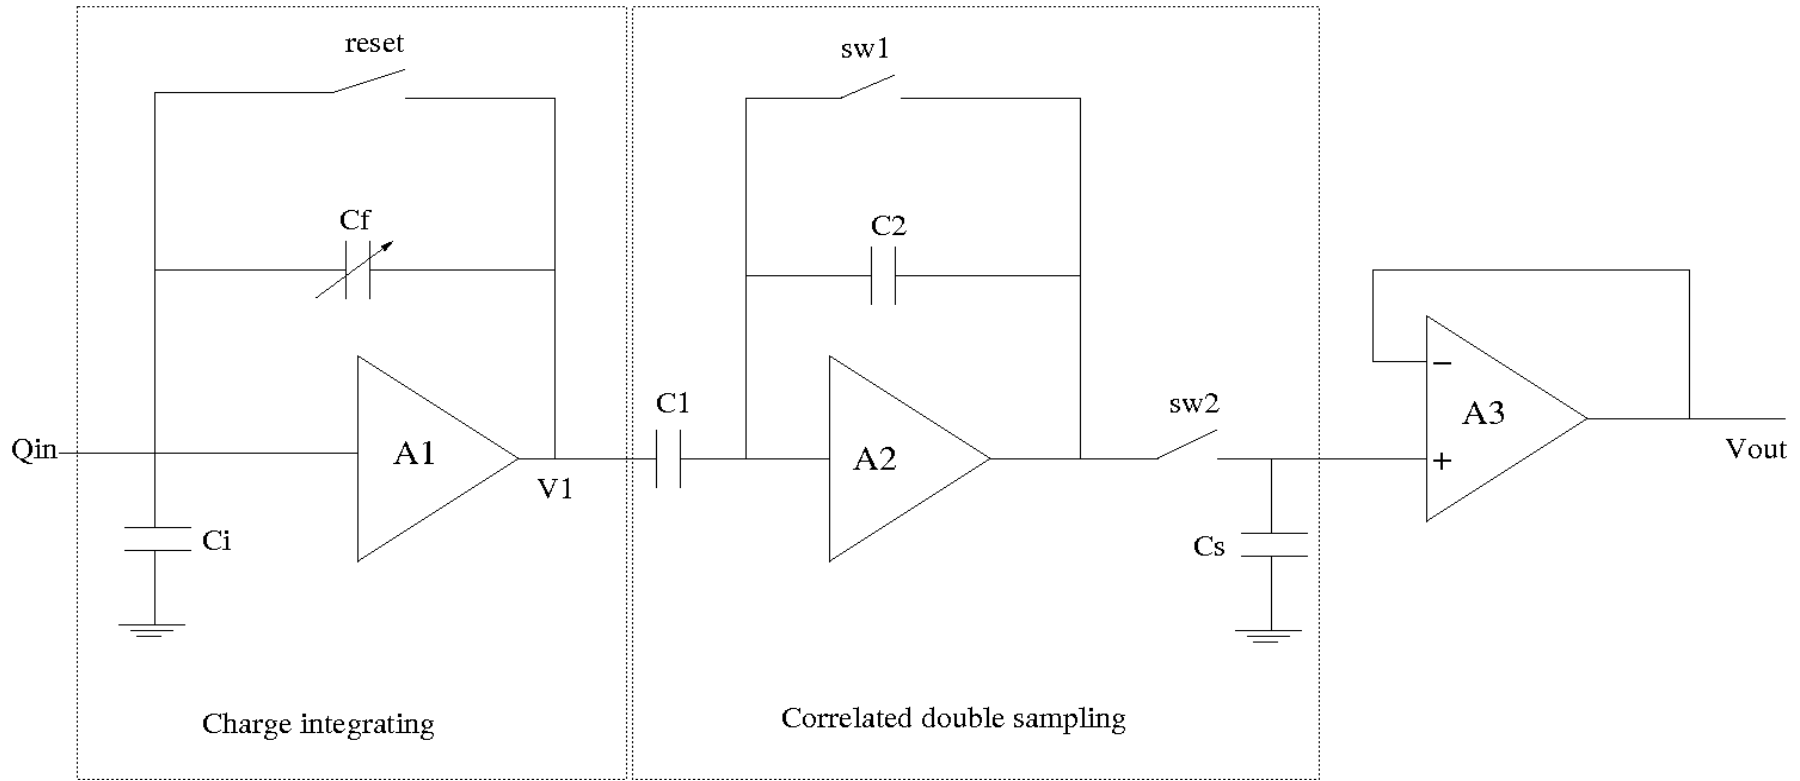 reset
sw1
Cf
C2
C1
sw2
−
A3
+
Qin
A1
A2
V1
Vout
Ci
Cs
Charge integrating
Correlated double sampling